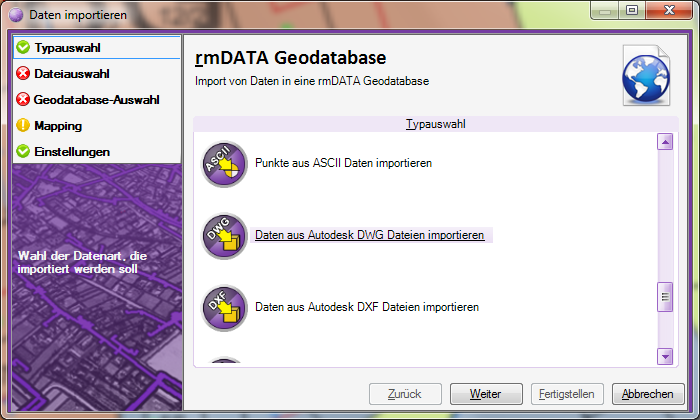 Daten importieren
Typauswahl
Dateiauswahl
Geodatabase-Auswahl
Mapping
Einstellungen
Wahl der Datenart, die
importiert werden soll
rmDATA Geodatabase
Import von Daten in eine rmDATA Geodatabase
Typauswahl
ASCII
Punkte aus ASCII Daten importieren
DWG
Daten aus Autodesk DWG Dateien importieren
DXF
Daten aus Autodesk DXF Dateien importieren
Zurück
Weiter
Fertigstellen
Abbrechen